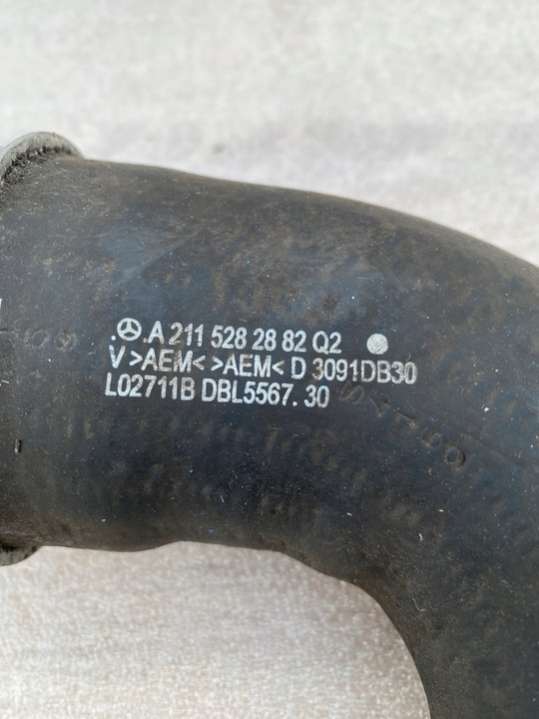 A 211 528 28 82 Q2
V >AEM< >AEM< D 3091DB30
L02711B DBL5567.30